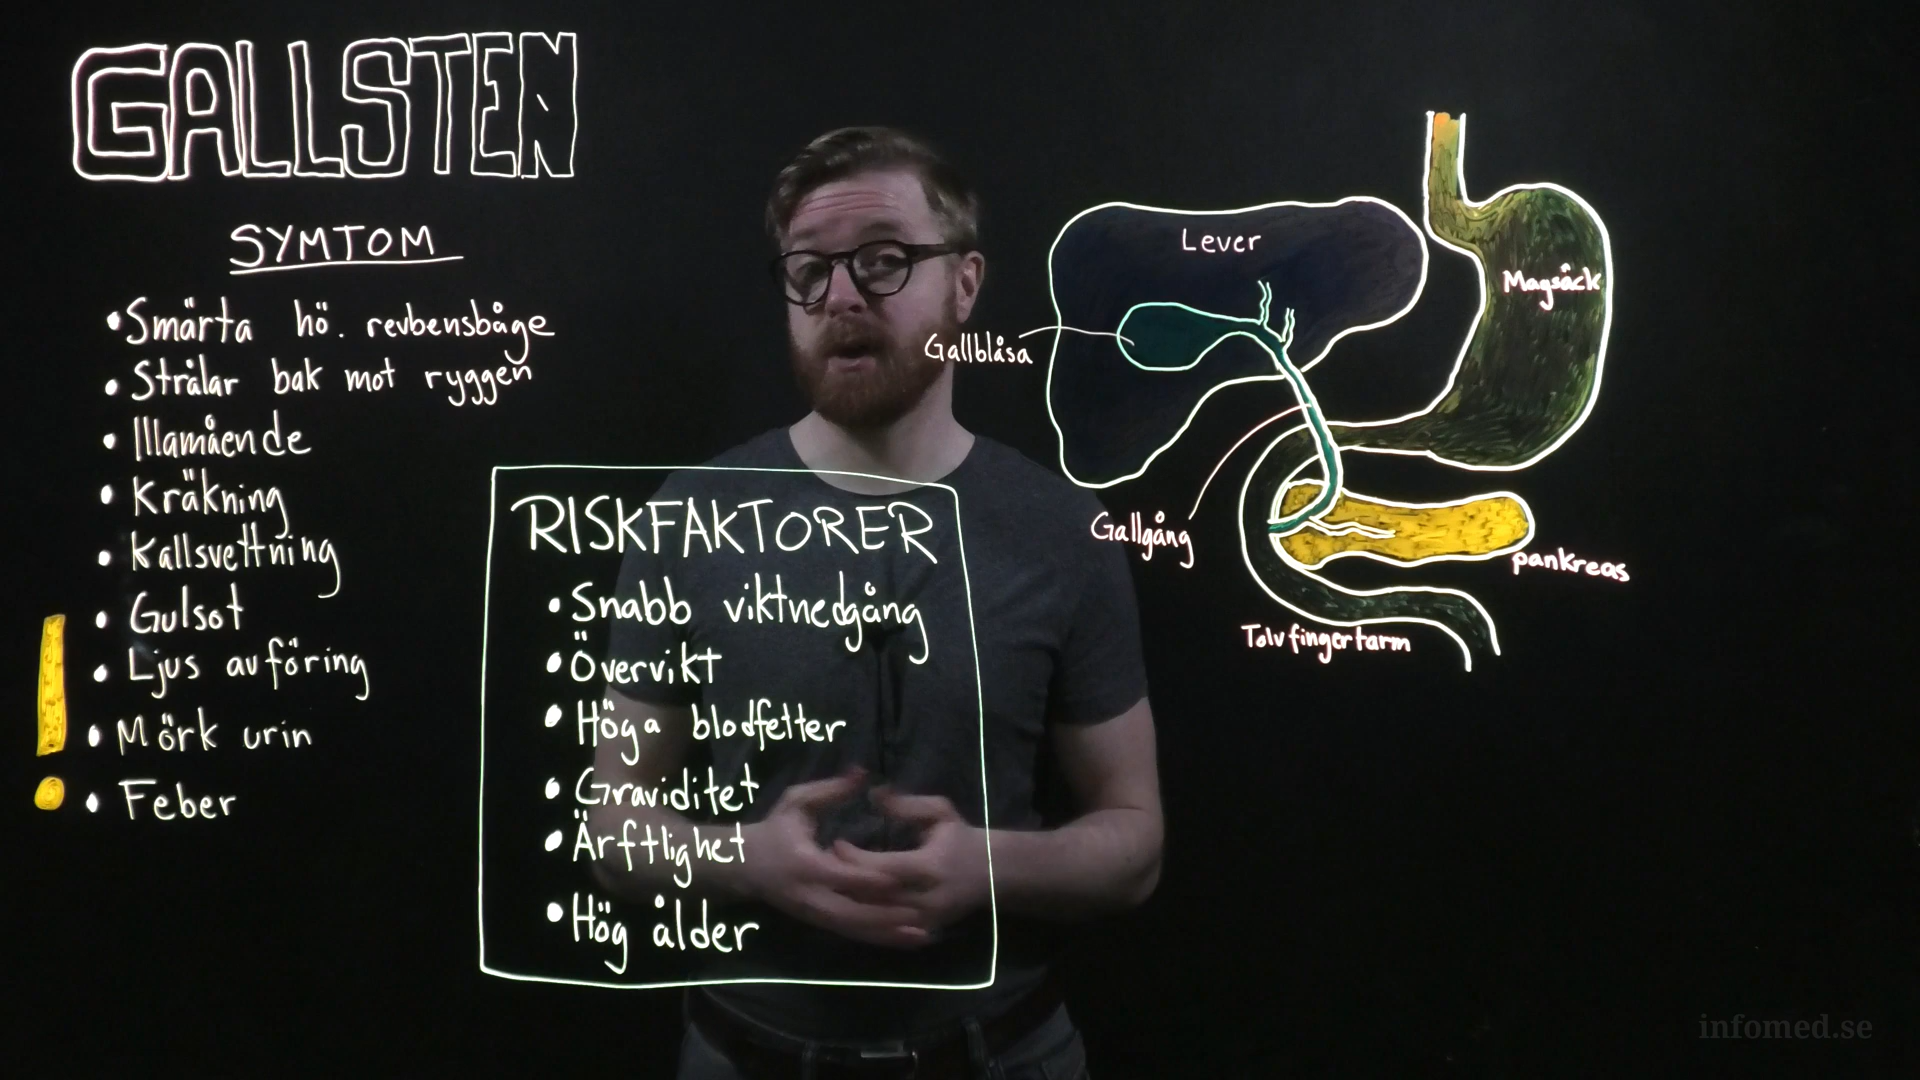 GALLSTEN
SYMTOM
• Smärta hö. revbensbåge
• Strålar bak mot ryggen
• Illamående
• Kräkning
• Kallsvettning
• Gulsot
• Ljus avföring
• Mörk urin
• Feber
RISKFAKTORER
• Snabb viktnedgång
• Övervikt
• Höga blodfetter
• Graviditet
• Ärftlighet
• Hög ålder
Lever
Magsäck
Gallblåsa
Gallgång
pankreas
Tolvfingertarm
infomed.se